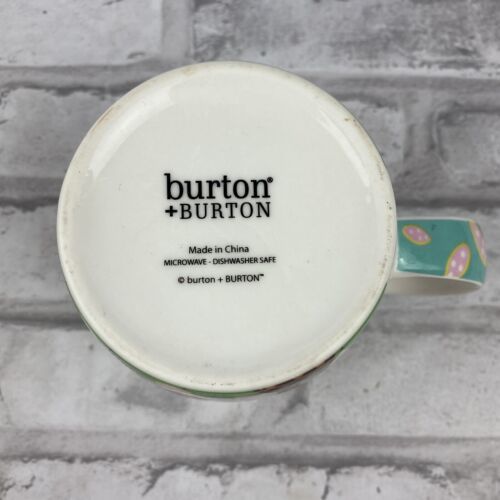 burton®
+BURTON
Made in China
MICROWAVE - DISHWASHER SAFE
© burton + BURTON™